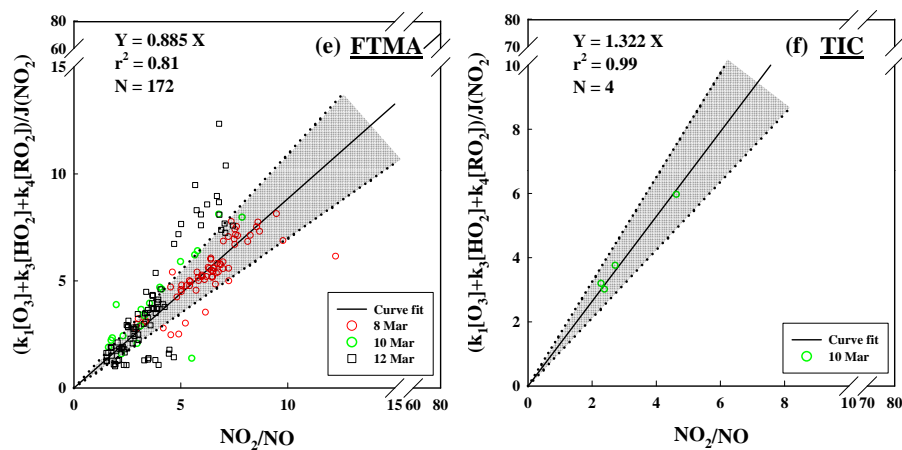 (e) FTMA
Y = 0.885 X
r² = 0.81
N = 172
(k₁[O₃]+k₃[HO₂]+k₄[RO₂])/J(NO₂)
80
60
15
10
5
0
Curve fit
8 Mar
10 Mar
12 Mar
0 5 10 15 60 80
NO₂/NO
(f) TIC
Y = 1.322 X
r² = 0.99
N = 4
(k₁[O₃]+k₃[HO₂]+k₄[RO₂])/J(NO₂)
80
70
10
8
6
4
2
0
Curve fit
10 Mar
0 2 4 6 8 10 70 80
NO₂/NO